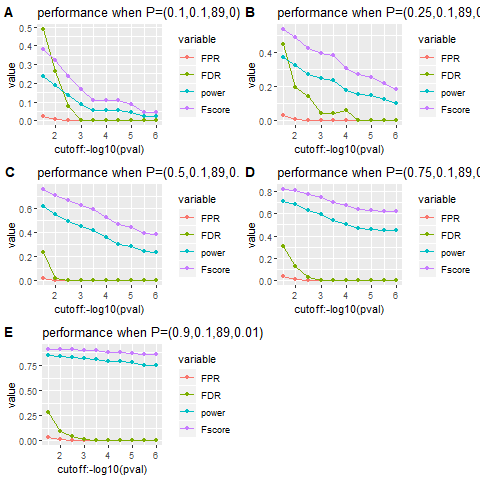 A
performance when P=(0.1,0.1,89,0)
value
0.5
0.4
0.3
0.2
0.1
0.0
2 3 4 5 6
cutoff:-log10(pval)
variable
FPR
FDR
power
Fscore
B
performance when P=(0.25,0.1,89,0
value
0.4
0.2
0.0
2 3 4 5 6
cutoff:-log10(pval)
variable
FPR
FDR
power
Fscore
C
performance when P=(0.5,0.1,89,0.
value
0.6
0.4
0.2
0.0
2 3 4 5 6
cutoff:-log10(pval)
variable
FPR
FDR
power
Fscore
D
performance when P=(0.75,0.1,89,0
value
0.8
0.6
0.4
0.2
0.0
2 3 4 5 6
cutoff:-log10(pval)
variable
FPR
FDR
power
Fscore
E
performance when P=(0.9,0.1,89,0.01)
value
0.75
0.50
0.25
0.00
2 3 4 5 6
cutoff:-log10(pval)
variable
FPR
FDR
power
Fscore